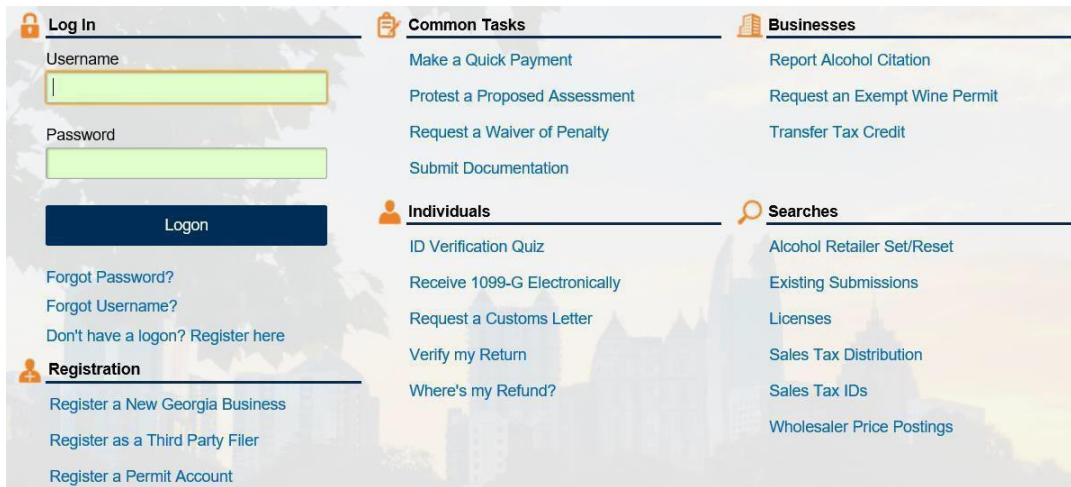 Log In
Username
Password
Logon
Forgot Password?
Forgot Username?
Don't have a logon? Register here
Registration
Register a New Georgia Business
Register as a Third Party Filer
Register a Permit Account
Common Tasks
Make a Quick Payment
Protest a Proposed Assessment
Request a Waiver of Penalty
Submit Documentation
Individuals
ID Verification Quiz
Receive 1099-G Electronically
Request a Customs Letter
Verify my Return
Where's my Refund?
Businesses
Report Alcohol Citation
Request an Exempt Wine Permit
Transfer Tax Credit
Searches
Alcohol Retailer Set/Reset
Existing Submissions
Licenses
Sales Tax Distribution
Sales Tax IDs
Wholesaler Price Postings